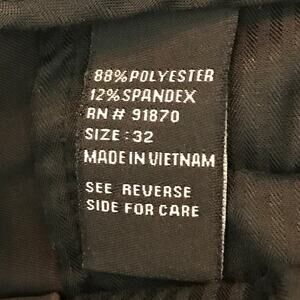 88% POLYESTER
12% SPANDEX
RN # 91870
SIZE: 32
MADE IN VIETNAM
SEE REVERSE
SIDE FOR CARE